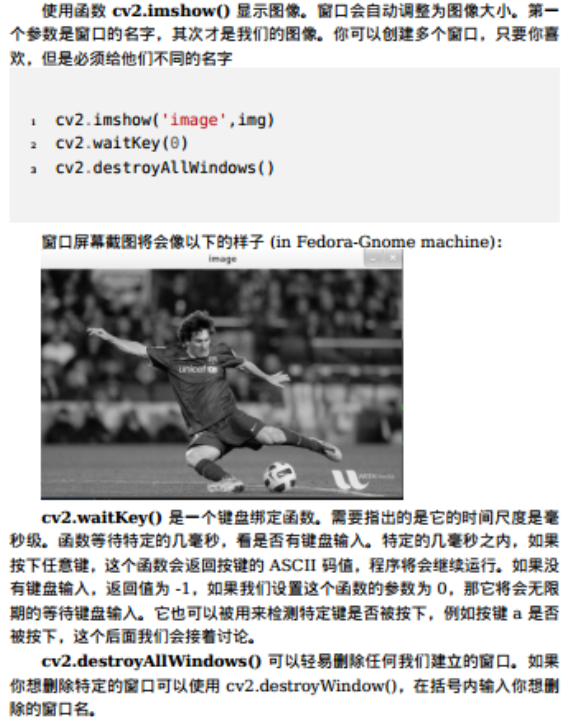 使用函数 cv2.imshow() 显示图像。窗口会自动调整为图像大小。第一
个参数是窗口的名字，其次才是我们的图像。你可以创建多个窗口，只要你喜
欢，但是必须给他们不同的名字
1 cv2.imshow('image',img)
2 cv2.waitKey(0)
3 cv2.destroyAllWindows()
窗口屏幕截图将会像以下的样子 (in Fedora-Gnome machine)：
image
unicef
cv2.waitKey() 是一个键盘绑定函数。需要指出的是它的时间尺度是毫
秒级。函数等待特定的几毫秒，看是否有键盘输入。特定的几毫秒之内，如果
按下任意键，这个函数会返回按键的 ASCII 码值，程序将会继续运行。如果没
有键盘输入，返回值为 -1，如果我们设置这个函数的参数为 0，那它将会无限
期的等待键盘输入。它也可以被用来检测特定键是否被按下，例如按键 a 是否
被按下，这个后面我们会接着讨论。
cv2.destroyAllWindows() 可以轻易删除任何我们建立的窗口。如果
你想删除特定的窗口可以使用 cv2.destroyWindow()，在括号内输入你想删
除的窗口名。